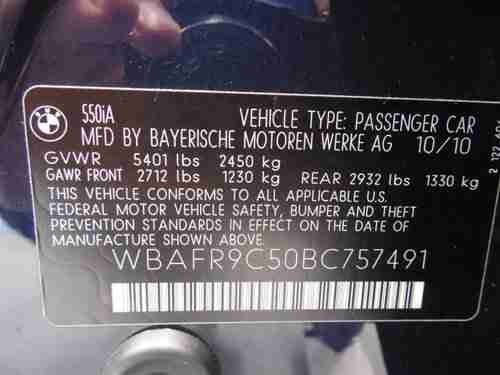 BMW
550iA
VEHICLE TYPE: PASSENGER CAR
MFD BY BAYERISCHE MOTOREN WERKE AG 10/10
GVWR 5401 lbs 2450 kg
GAWR FRONT 2712 lbs 1230 kg REAR 2932 lbs 1330 kg
THIS VEHICLE CONFORMS TO ALL APPLICABLE U.S.
FEDERAL MOTOR VEHICLE SAFETY, BUMPER AND THEFT
PREVENTION STANDARDS IN EFFECT ON THE
DATE OF MANUFACTURE SHOWN ABOVE.
WBAFR9C50BC757491